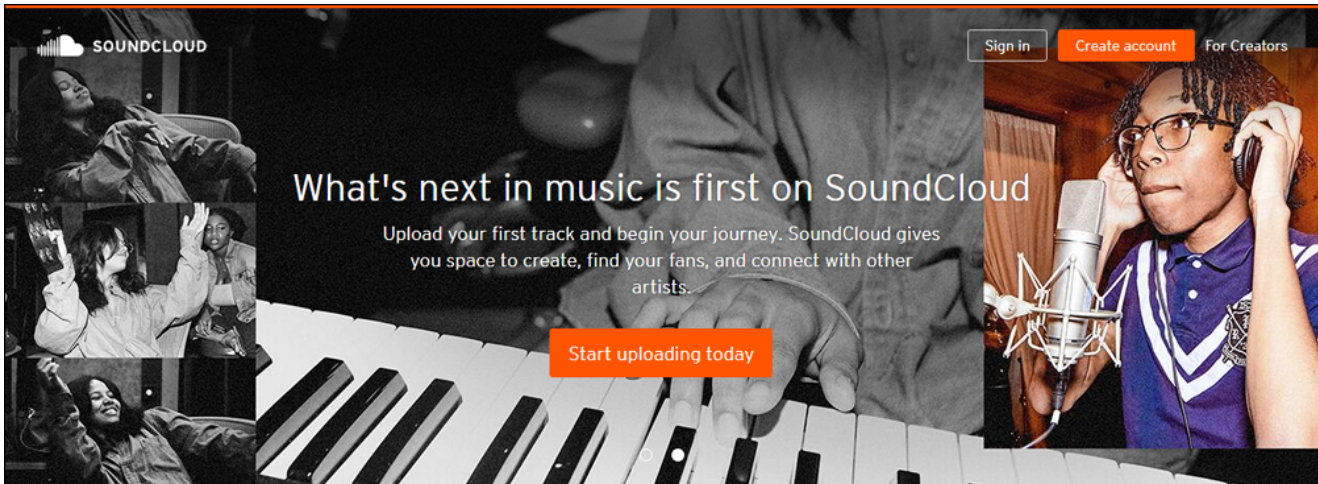 SOUNDCLOUD
Sign in
Create account
For Creators
What's next in music is first on SoundCloud
Upload your first track and begin your journey. SoundCloud gives
you space to create, find your fans, and connect with other
artists.
Start uploading today